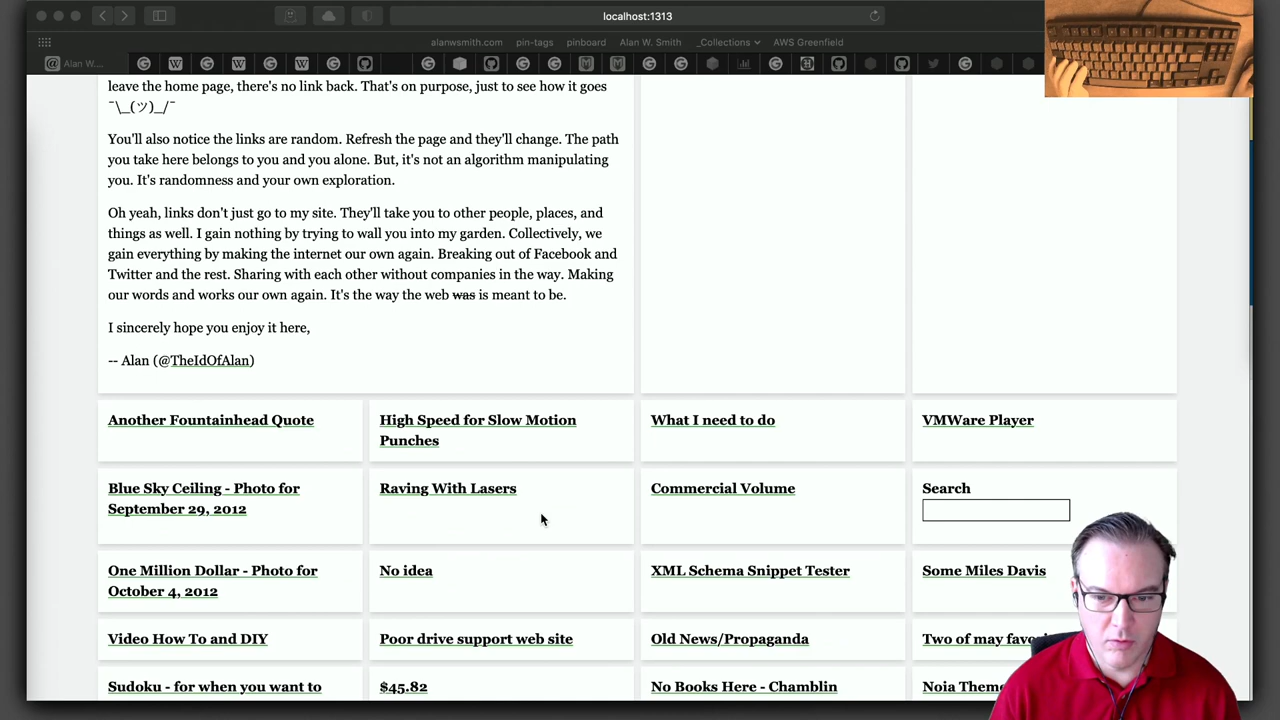 localhost:1313
alanwsmith.com pin-tags pinboard Alan W. Smith _Collections AWS Greenfield
Alan W....
leave the home page, there's no link back. That's on purpose, just to see how it goes
¯\_(ツ)_/¯
You'll also notice the links are random. Refresh the page and they'll change. The path
you take here belongs to you and you alone. But, it's not an algorithm manipulating
you. It's randomness and your own exploration.
Oh yeah, links don't just go to my site. They'll take you to other people, places, and
things as well. I gain nothing by trying to wall you into my garden. Collectively, we
gain everything by making the internet our own again. Breaking out of Facebook and
Twitter and the rest. Sharing with each other without companies in the way. Making
our words and works our own again. It's the way the web was is meant to be.
I sincerely hope you enjoy it here,
-- Alan (@TheIdOfAlan)
Another Fountainhead Quote
High Speed for Slow Motion
Punches
What I need to do
VMWare Player
Blue Sky Ceiling - Photo for
September 29, 2012
Raving With Lasers
Commercial Volume
Search
One Million Dollar - Photo for
October 4, 2012
No idea
XML Schema Snippet Tester
Some Miles Davis
Video How To and DIY
Poor drive support web site
Old News/Propaganda
Two of may
Sudoku - for when you want to
$45.82
No Books Here - Chamblin
Noia